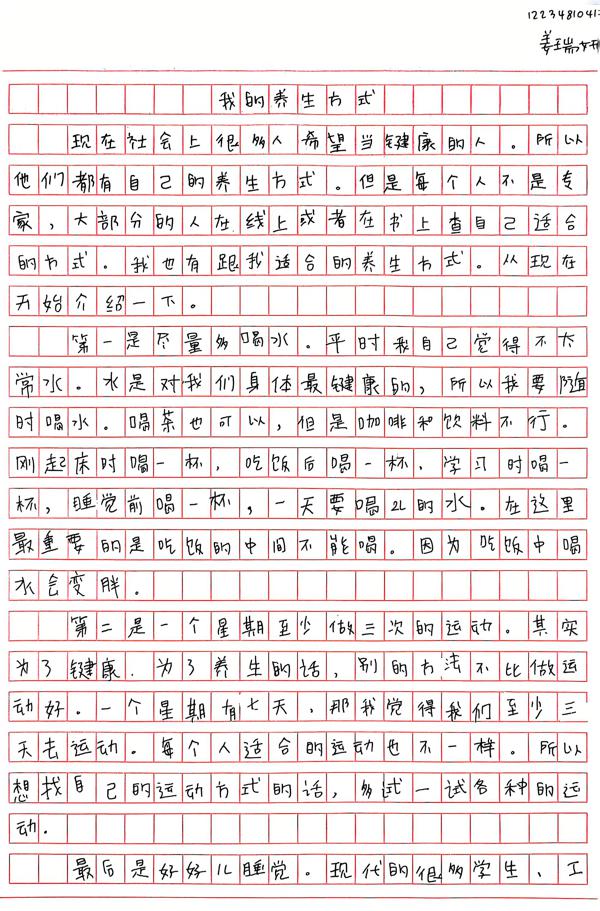 1223481041
姜瑞妍
我的养生方式
现在社会上很多人希望当键康的人。所以
他们都有自己的养生方式。但是每个人不是专
家，大部分的人在线上或者在书上查自己适合
的方式。我也有跟我适合的养生方式。从现在
开始介绍一下。
第一是尽量多喝水。平时我自己觉得不太
常水。水是对我们身体最键康的，所以我要随
时喝水。喝茶也可以，但是咖啡和饮料不行。
刚起床时喝一杯，吃饭后喝一杯，学习时喝一
杯，睡觉前喝一杯，一天要喝2L的水。在这里
最重要的是吃饭的中间不能喝。因为吃饭中喝
水会变胖。
第二是一个星期至少做三次的运动。其实
为了键康，为了养生的话，别的方法不比做运
动好。一个星期有七天，那我觉得我们至少三
天去运动。每个人适合的运动也不一样。所以
想找自己的运动方式的话，多试一试各种的运
动。
最后是好好儿睡觉。现代的很多学生、工